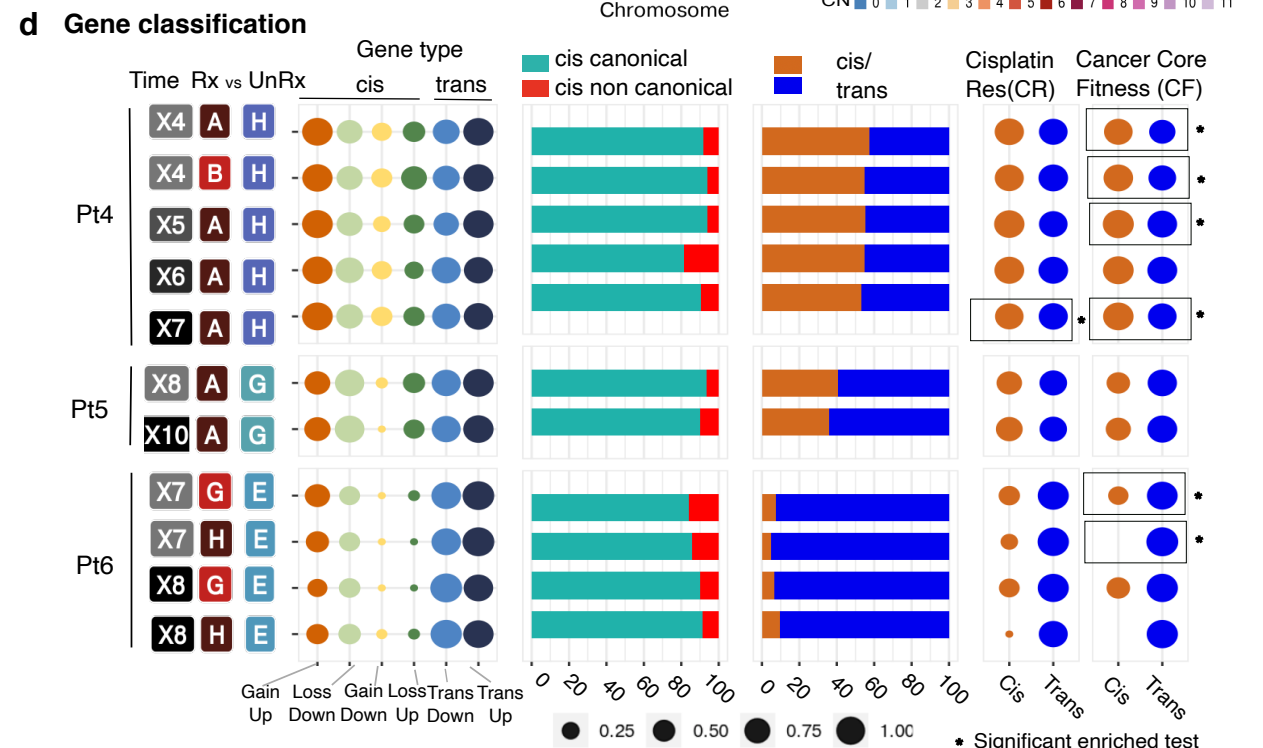 Chromosome
CN 0 1 2 3 4 5 6 7 8 9 10 11
d Gene classification
Gene type
Time Rx vs UnRx
cis trans
cis canonical
cis non canonical
cis/
trans
Cisplatin
Res(CR)
Cancer Core
Fitness (CF)
Pt4
X4 A H *
X4 B H *
X5 A H *
X6 A H
X7 A H * *
Pt5
X8 A G
X10 A G
Pt6
X7 G E *
X7 H E *
X8 G E
X8 H E
Gain Loss Gain Loss Trans Trans
Up Down Down Up Down Up
0 20 40 60 80 100
0 20 40 60 80 100
Cis Trans Cis Trans
0.25 0.50 0.75 1.00
* Significant enriched test